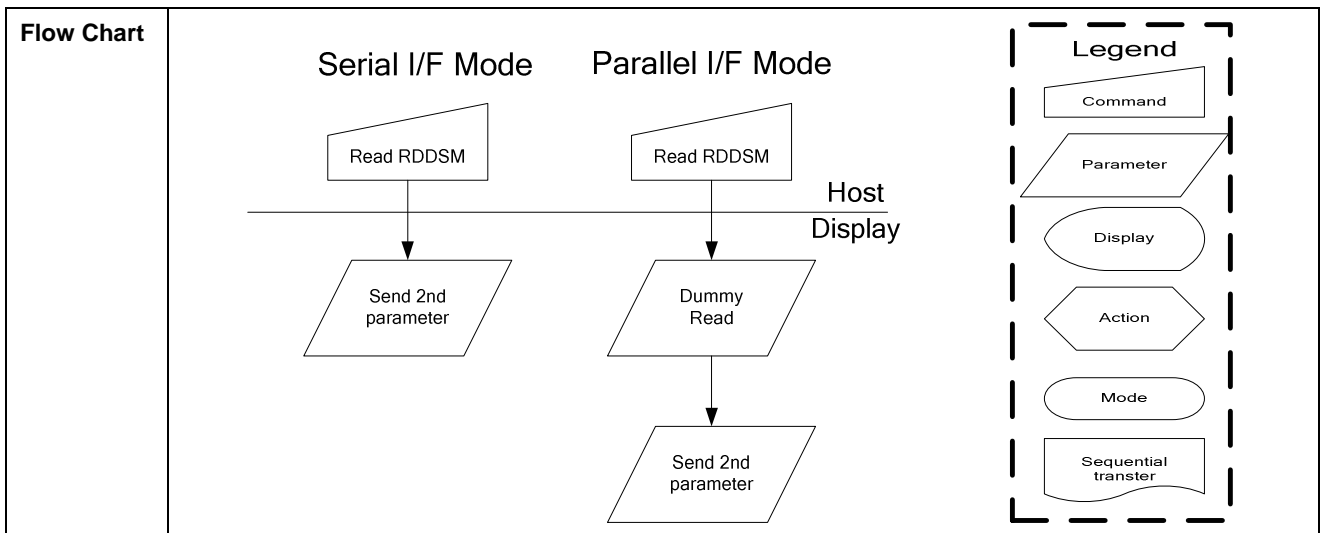 Flow Chart
Serial I/F Mode
Parallel I/F Mode
Read RDDSM
Read RDDSM
Host
Display
Send 2nd
parameter
Dummy
Read
Send 2nd
parameter
Legend
Command
Parameter
Display
Action
Mode
Sequential
transter